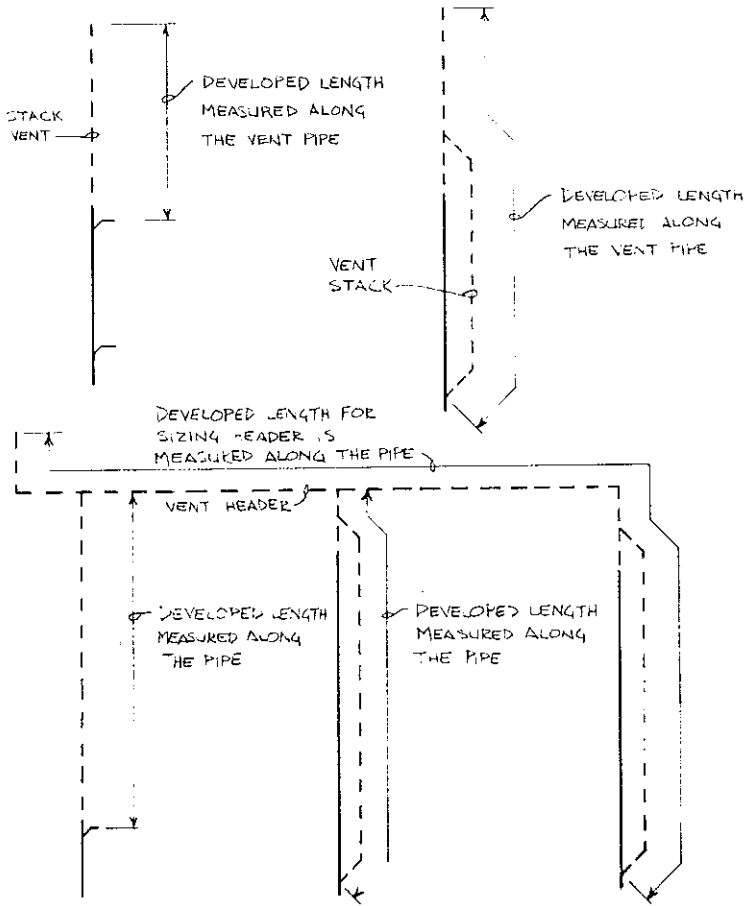 STACK
VENT
DEVELOPED LENGTH
MEASURED ALONG
THE VENT PIPE
DEVELOPED LENGTH
MEASURED ALONG
THE VENT PIPE
VENT
STACK
DEVELOPED LENGTH FOR
SIZING HEADER IS
MEASURED ALONG THE PIPE
VENT HEADER
DEVELOPED LENGTH
MEASURED ALONG
THE PIPE
DEVELOPED LENGTH
MEASURED ALONG
THE PIPE